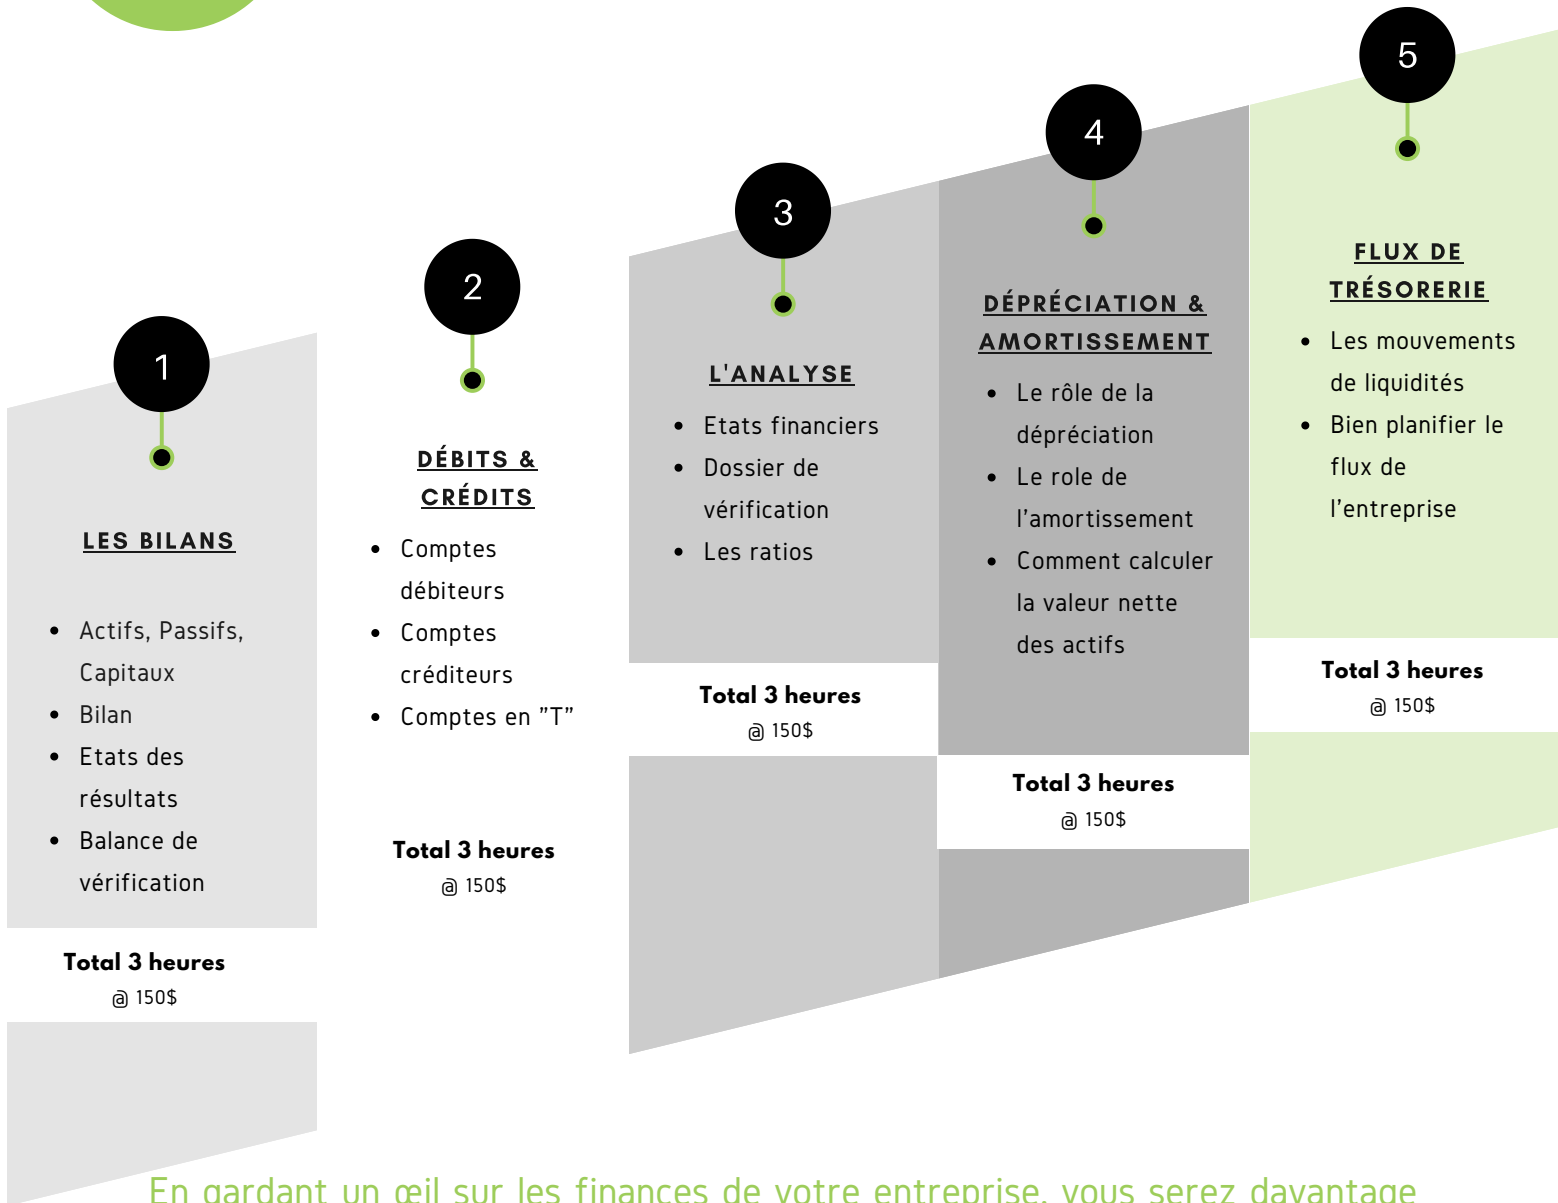 1
LES BILANS
• Actifs, Passifs,
Capitaux
• Bilan
• Etats des
résultats
• Balance de
vérification
Total 3 heures
@ 150$
2
DÉBITS &
CRÉDITS
• Comptes
débiteurs
• Comptes
créditeurs
• Comptes en ”T”
Total 3 heures
@ 150$
3
L'ANALYSE
• Etats financiers
• Dossier de
vérification
• Les ratios
Total 3 heures
@ 150$
4
DÉPRÉCIATION &
AMORTISSEMENT
• Le rôle de la
dépréciation
• Le role de
l’amortissement
• Comment calculer
la valeur nette
des actifs
Total 3 heures
@ 150$
5
FLUX DE
TRÉSORERIE
• Les mouvements
de liquidités
• Bien planifier le
flux de
l’entreprise
Total 3 heures
@ 150$
En gardant un œil sur les finances de votre entreprise, vous serez davantage